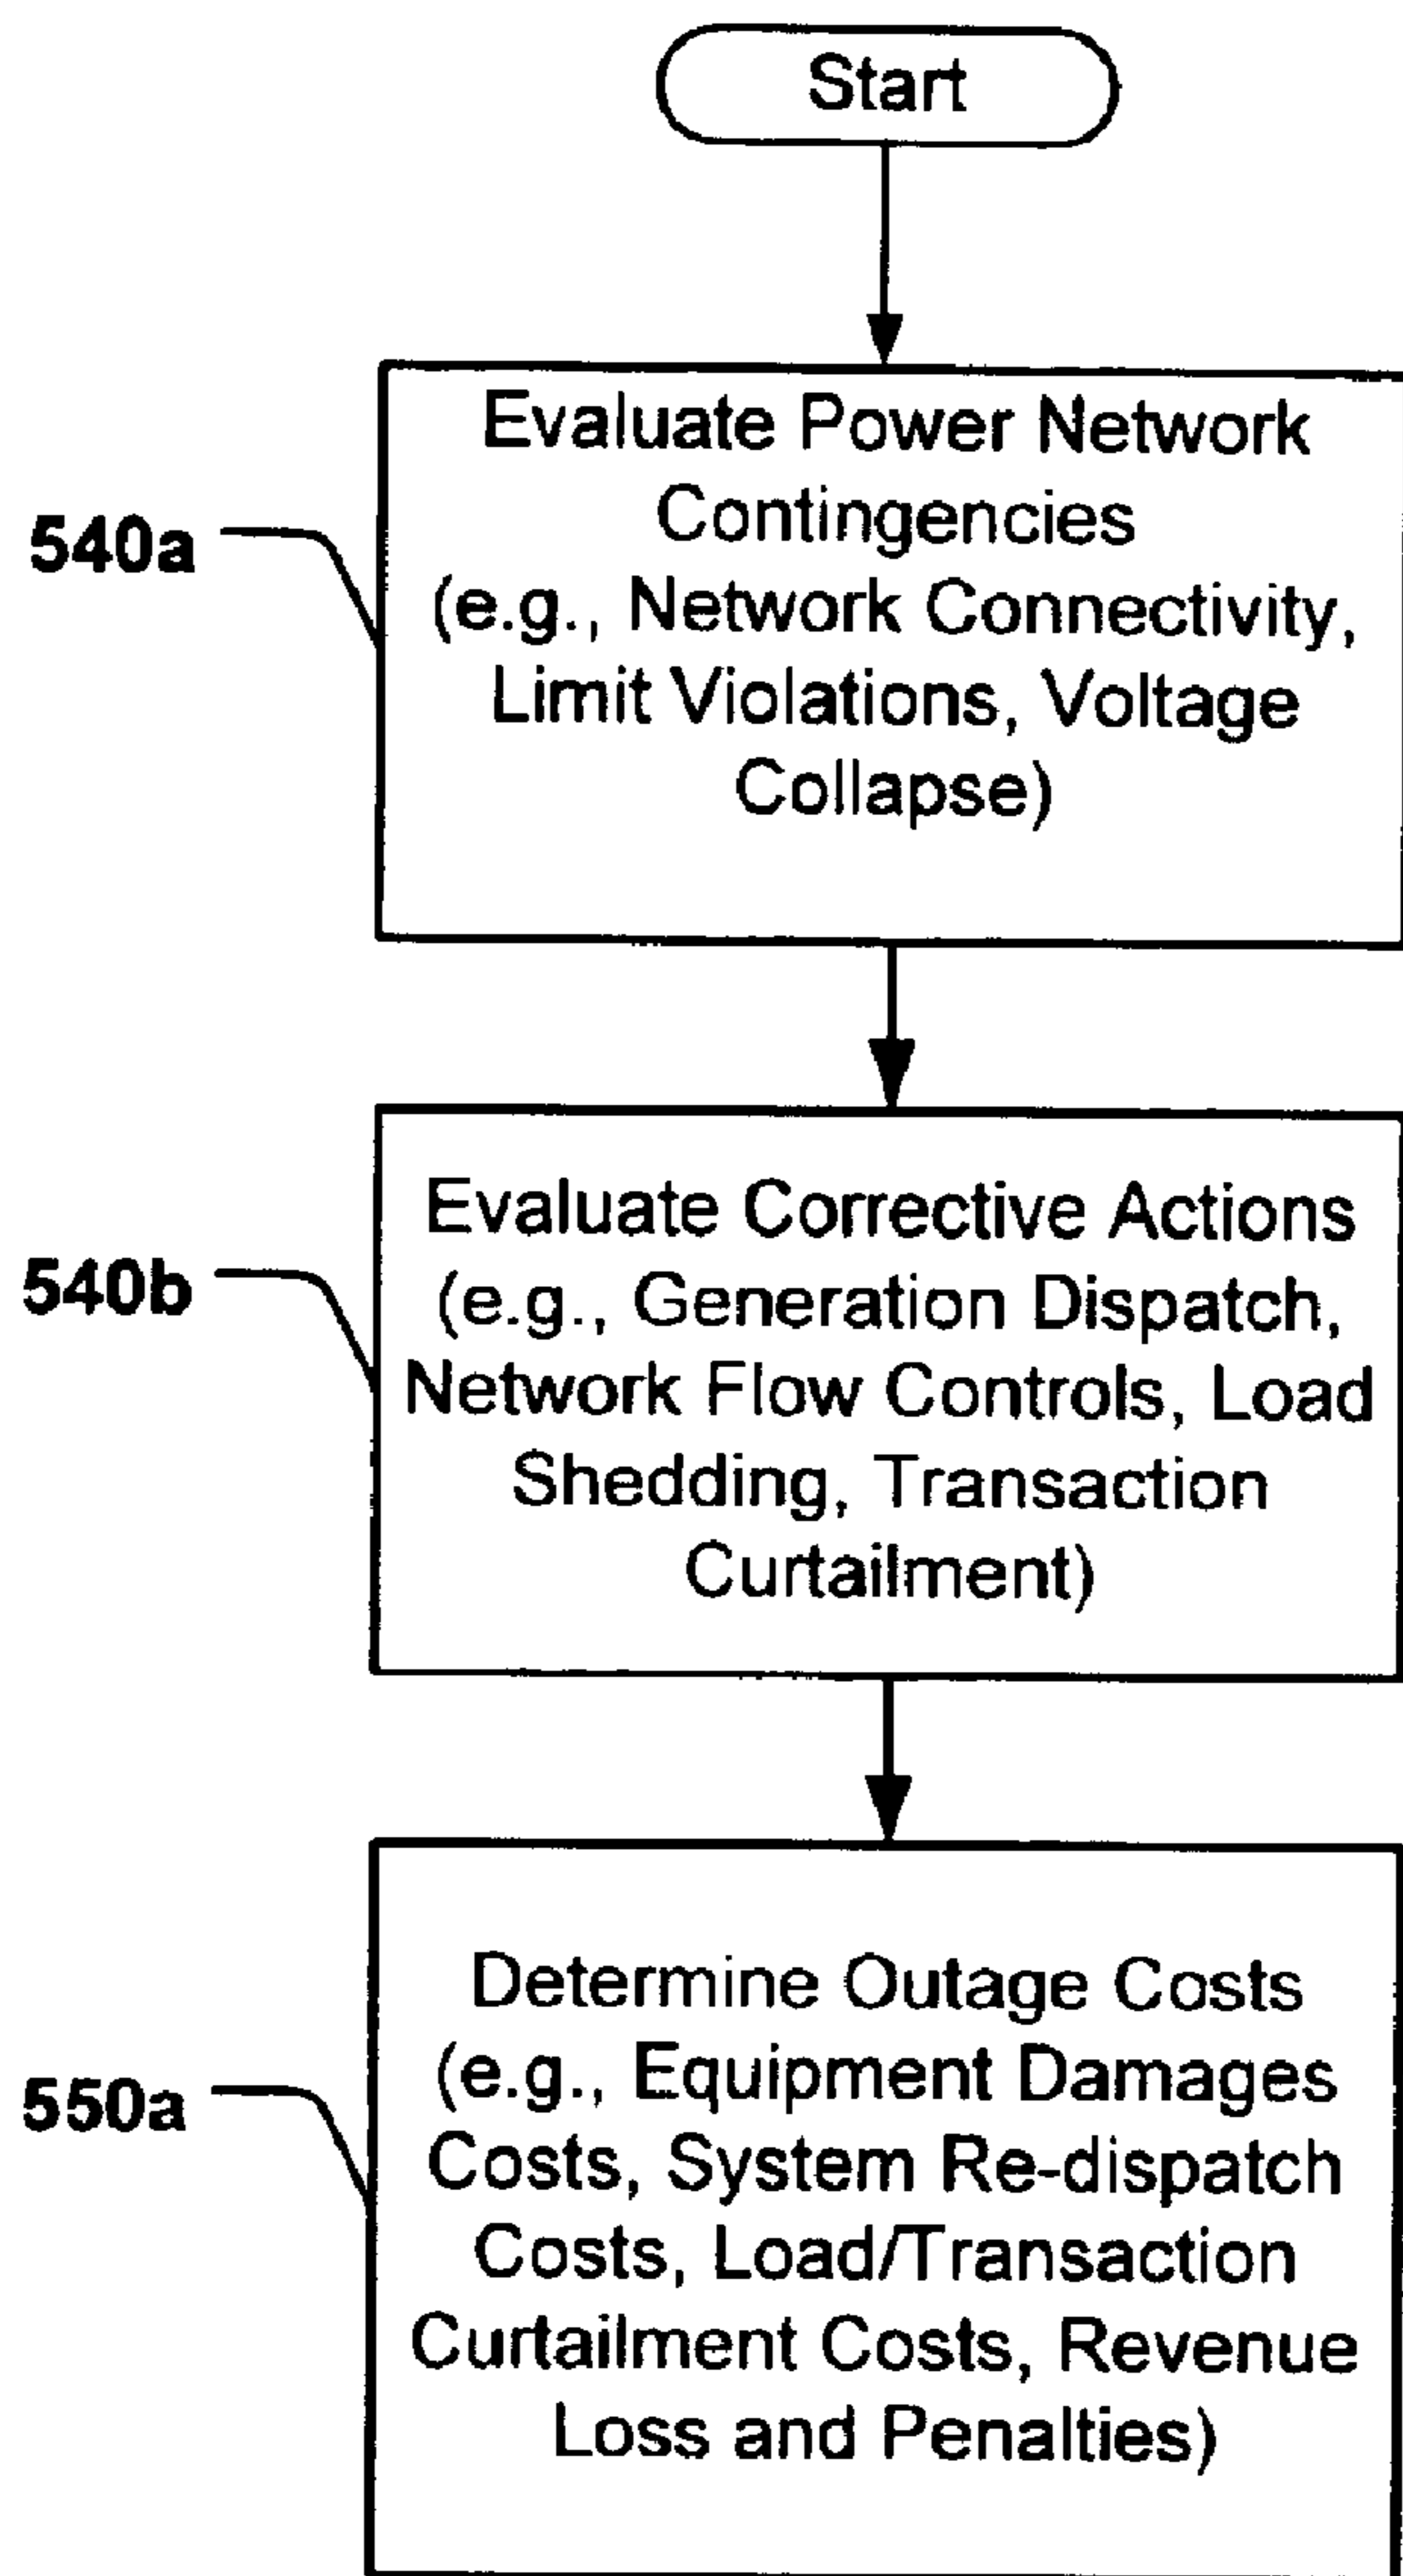 Start
Evaluate Power Network
Contingencies
540a
(e.g., Network Connectivity,
Limit Violations, Voltage
Collapse)
Evaluate Corrective Actions
540b
(e.g., Generation Dispatch,
Network Flow Controls, Load
Shedding, Transaction
Curtailment)
Determine Outage Costs
(e.g., Equipment Damages
550a
Costs, System Re-dispatch
Costs, Load/Transaction
Curtailment Costs, Revenue
Loss and Penalties)